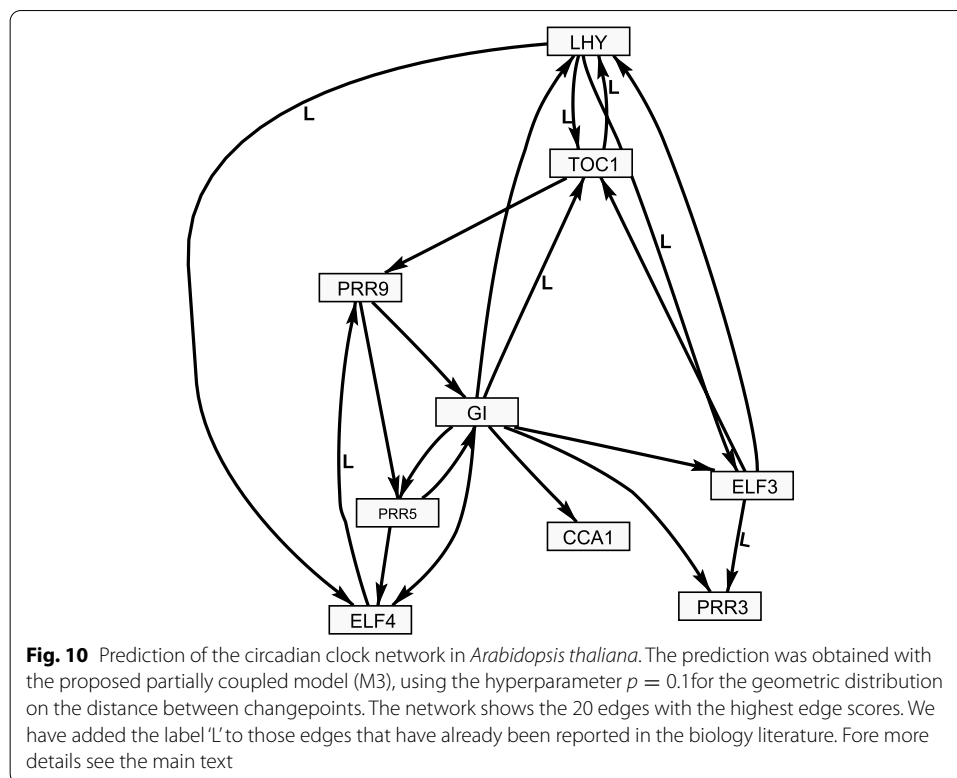 LHY
L
L
L
TOC1
L
L
PRR9
GI
L
ELF3
PRR5
CCA1
L
PRR3
ELF4
Fig. 10 Prediction of the circadian clock network in Arabidopsis thaliana. The prediction was obtained with
the proposed partially coupled model (M3), using the hyperparameter p = 0.1for the geometric distribution
on the distance between changepoints. The network shows the 20 edges with the highest edge scores. We
have added the label 'L' to those edges that have already been reported in the biology literature. Fore more
details see the main text